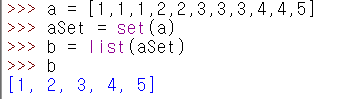 >>> a = [1,1,1,2,2,3,3,3,4,4,5]
>>> aSet = set(a)
>>> b = list(aSet)
>>> b
[1, 2, 3, 4, 5]